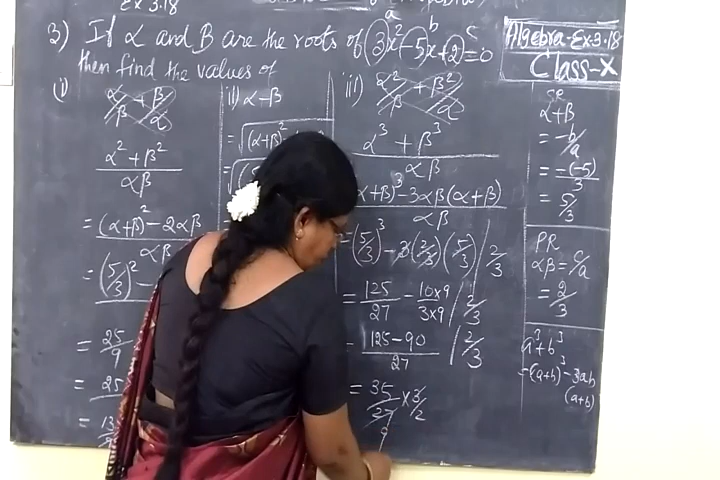 Ex 3.18
3) If α and β are the roots of 3x² - 5x + 2 = 0
a b c
then find the values of
Algebra-Ex-3.18
Class-X
(i) α/β + β/α
(α² + β²)/αβ
= ((α+β)² - 2αβ)/αβ
= (5/3)² -
= 25/9
= 25
= 13
ii) α-β
= √(α+β)²
iii) α²/β + β²/α
(α³ + β³)/αβ
α+β)³ - 3αβ(α+β)/αβ
= (5/3)³ - 3(2/3)(5/3) / 2/3
= 125/27 - 10×9/3×9 / 2/3
= 125-90/27 / 2/3
= 35/27 × 3/2
9
α+β
= -b/a
= -(-5)/3
= 5/3
PR
αβ = c/a
= 2/3
a³+b³
=(a+b)³-3ab
(a+b)